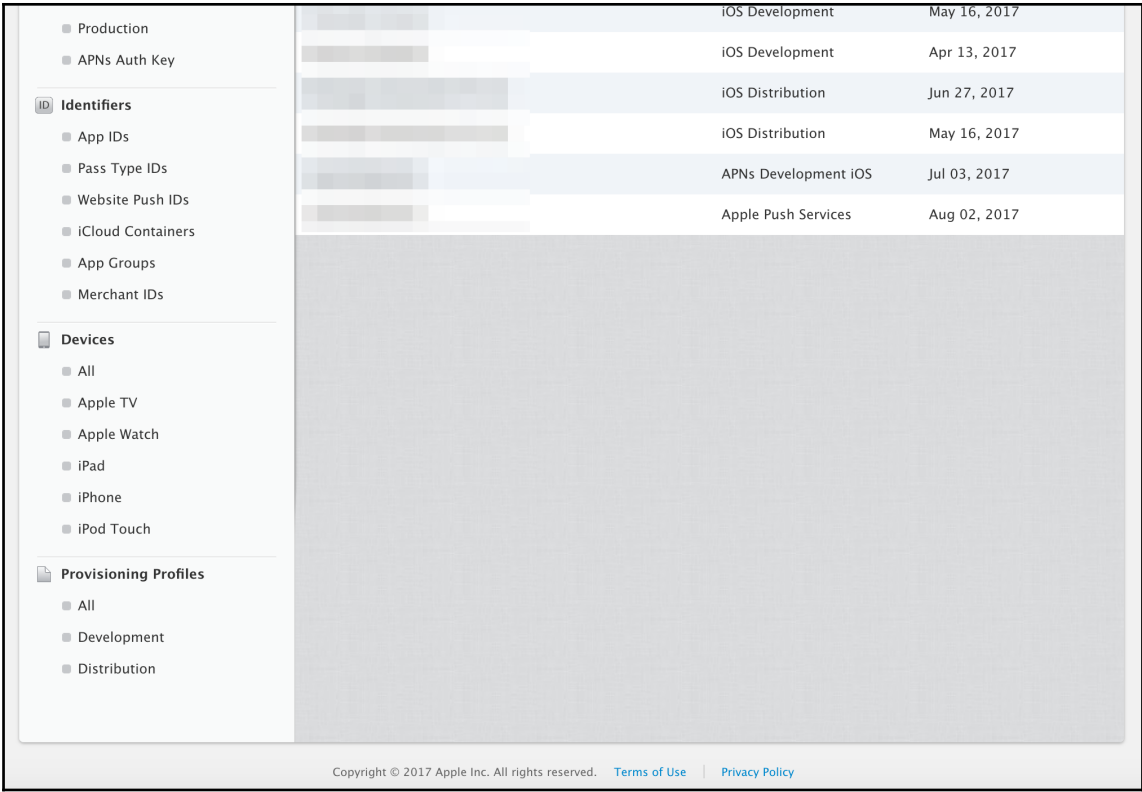 Production
APNs Auth Key
ID Identifiers
App IDs
Pass Type IDs
Website Push IDs
iCloud Containers
App Groups
Merchant IDs
Devices
All
Apple TV
Apple Watch
iPad
iPhone
iPod Touch
Provisioning Profiles
All
Development
Distribution
iOS Development May 16, 2017
iOS Development Apr 13, 2017
iOS Distribution Jun 27, 2017
iOS Distribution May 16, 2017
APNs Development iOS Jul 03, 2017
Apple Push Services Aug 02, 2017
Copyright © 2017 Apple Inc. All rights reserved. Terms of Use Privacy Policy